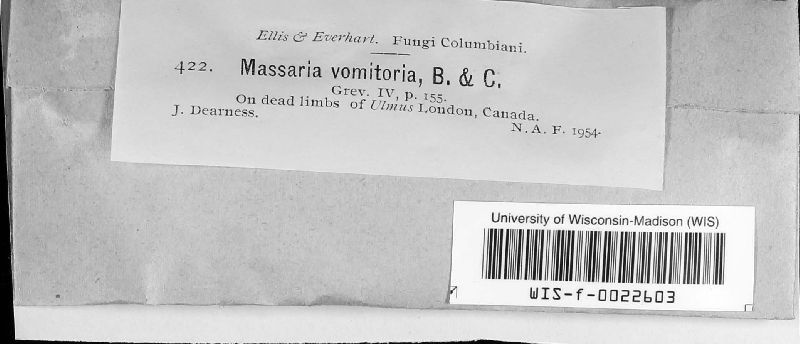 Ellis & Everhart. Fungi Columbiani.
422. Massaria vomitoria, B. & C.
Grev. IV, p. 155.
On dead limbs of Ulmus London, Canada.
J. Dearness.
N. A. F. 1954.
University of Wisconsin-Madison (WIS)
WIS-f-0022603